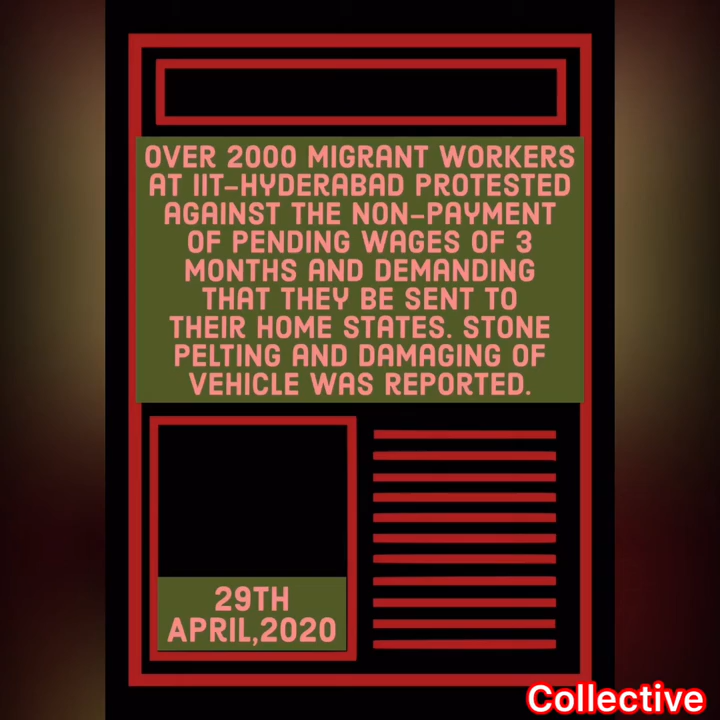 OVER 2000 MIGRANT WORKERS
AT IIT-HYDERABAD PROTESTED
AGAINST THE NON-PAYMENT
OF PENDING WAGES OF 3
MONTHS AND DEMANDING
THAT THEY BE SENT TO
THEIR HOME STATES. STONE
PELTING AND DAMAGING OF
VEHICLE WAS REPORTED.
29TH
APRIL,2020
Collective